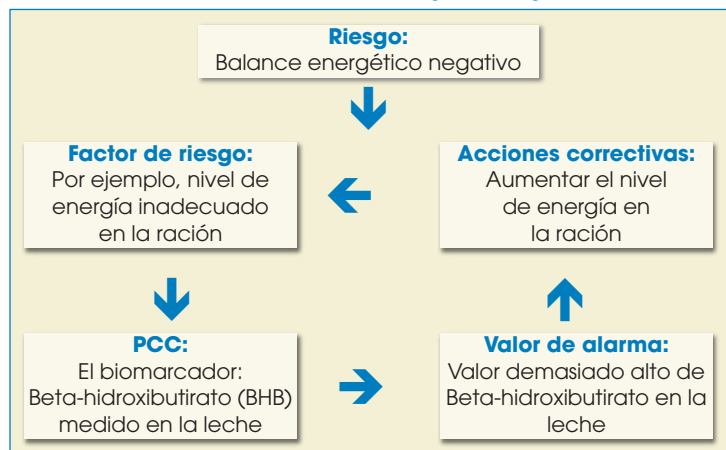 Riesgo:
Balance energético negativo
Factor de riesgo:
Por ejemplo, nivel de
energía inadecuado
en la ración
Acciones correctivas:
Aumentar el nivel
de energía en
la ración
PCC:
El biomarcador:
Beta-hidroxibutirato (BHB)
medido en la leche
Valor de alarma:
Valor demasiado alto de
Beta-hidroxibutirato en la
leche